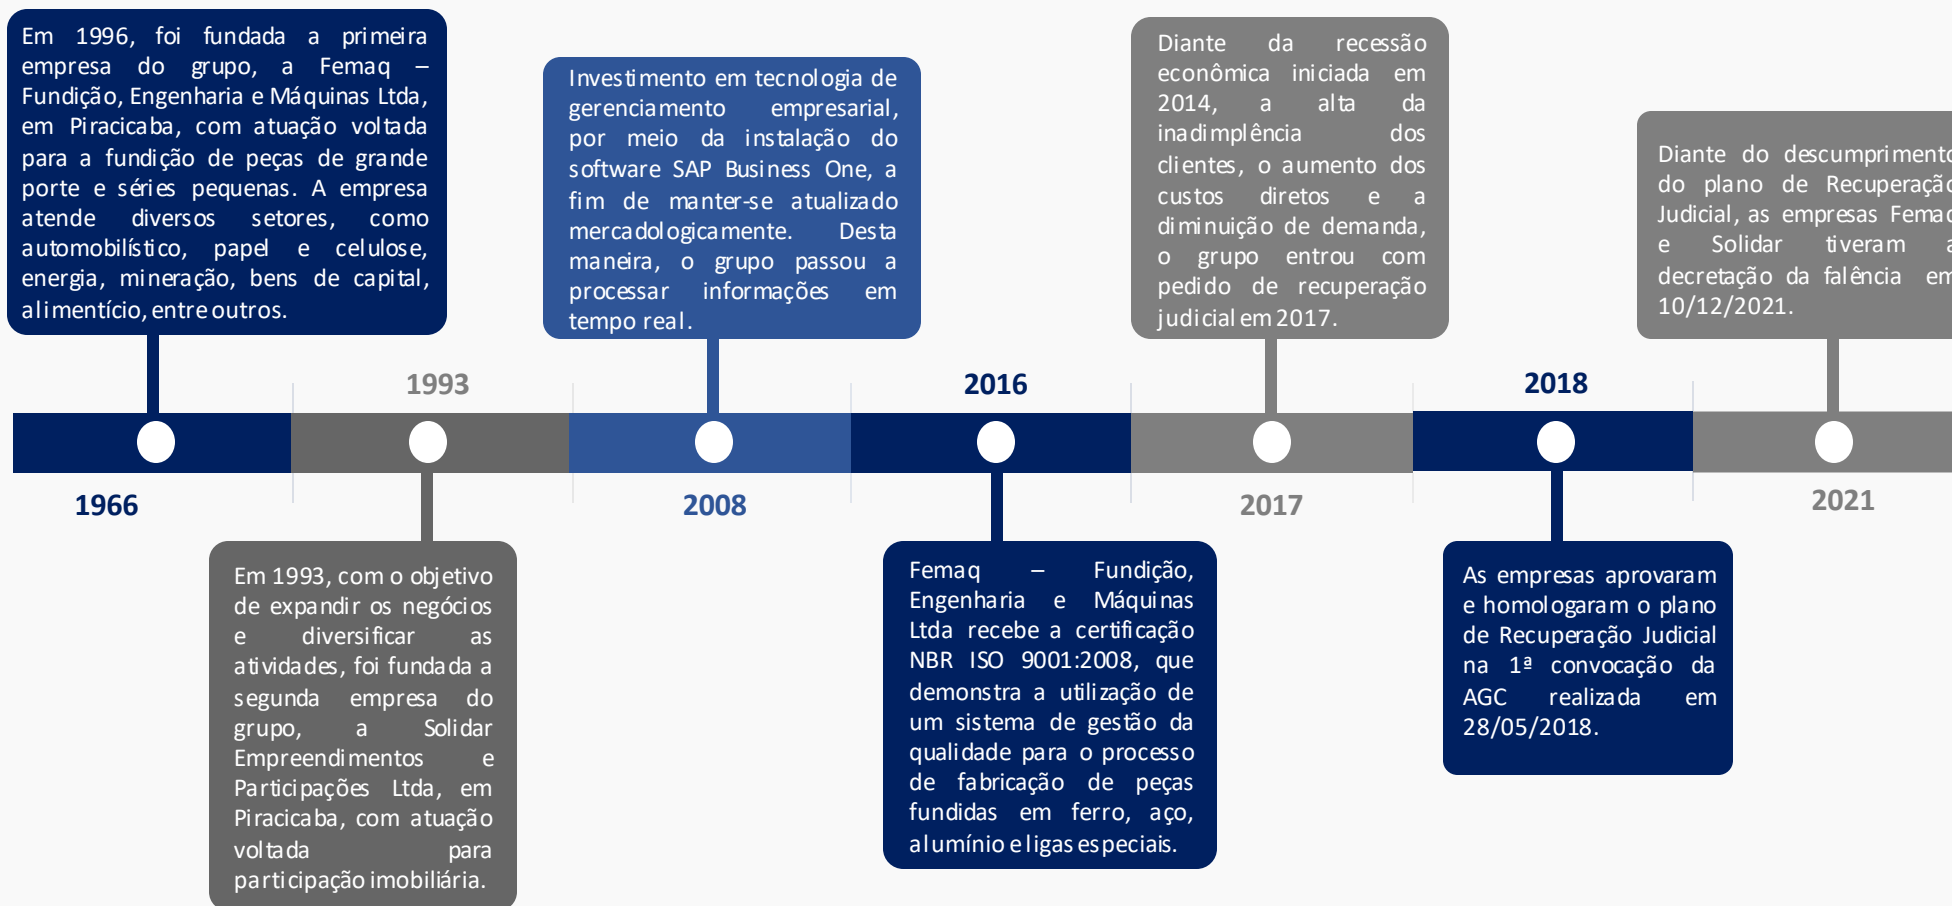 Em 1996, foi fundada a primeira
empresa do grupo, a Femaq –
Fundição, Engenharia e Máquinas Ltda,
em Piracicaba, com atuação voltada
para a fundição de peças de grande
porte e séries pequenas. A empresa
atende diversos setores, como
automobilístico, papel e celulose,
energia, mineração, bens de capital,
alimentício, entre outros.
1966
1993
Em 1993, com o objetivo
de expandir os negócios
e diversificar as
atividades, foi fundada a
segunda empresa do
grupo, a Solidar
Empreendimentos e
Participações Ltda, em
Piracicaba, com atuação
voltada para
participação imobiliária.
Investimento em tecnologia de
gerenciamento empresarial,
por meio da instalação do
software SAP Business One, a
fim de manter-se atualizado
mercadologicamente. Desta
maneira, o grupo passou a
processar informações em
tempo real.
2008
2016
Femaq – Fundição,
Engenharia e Máquinas
Ltda recebe a certificação
NBR ISO 9001:2008, que
demonstra a utilização de
um sistema de gestão da
qualidade para o processo
de fabricação de peças
fundidas em ferro, aço,
alumínio e ligas especiais.
Diante da recessão
econômica iniciada em
2014, a alta da
inadimplência dos
clientes, o aumento dos
custos diretos e a
diminuição de demanda,
o grupo entrou com
pedido de recuperação
judicial em 2017.
2017
2018
As empresas aprovaram
e homologaram o plano
de Recuperação Judicial
na 1ª convocação da
AGC realizada em
28/05/2018.
Diante do descumprimento
do plano de Recuperação
Judicial, as empresas Femaq
e Solidar tiveram a
decretação da falência em
10/12/2021.
2021